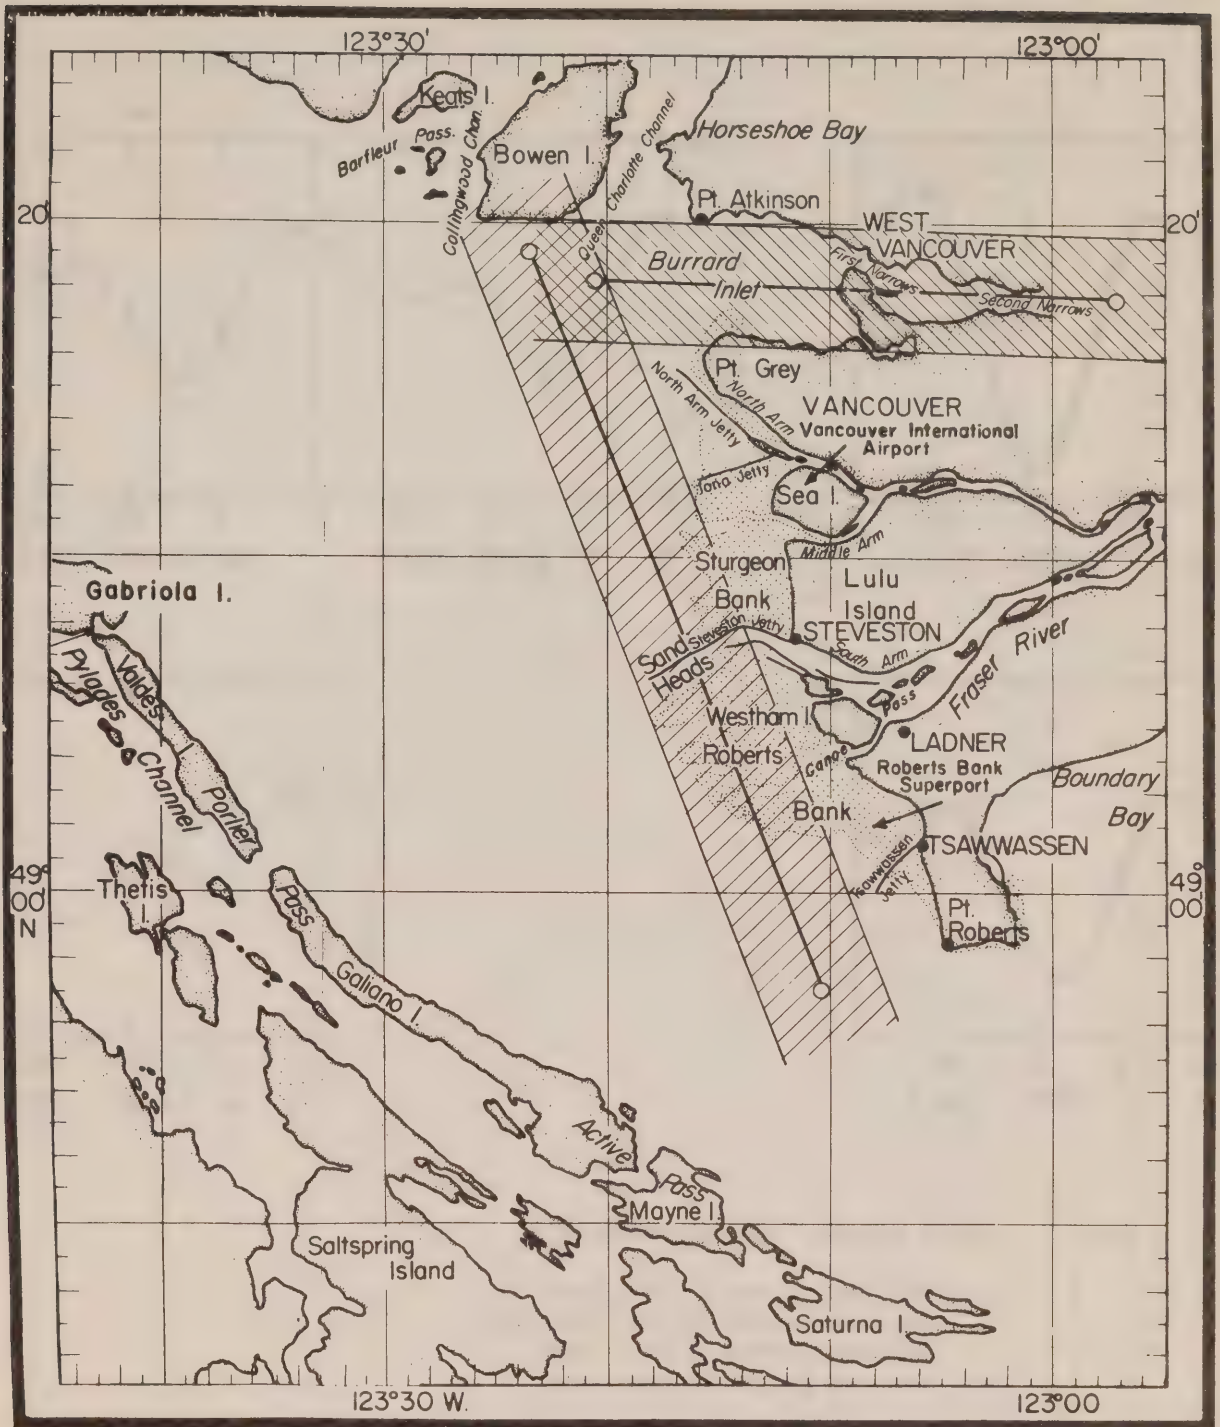 123°30'
123°00'
Keats I.
Collingwood Chan.
Barfleur Pass.
Bowen I.
Queen Charlotte Channel
Horseshoe Bay
Pt. Atkinson
20'
20'
WEST
VANCOUVER
Burrard
Inlet
First Narrows
Second Narrows
Pt. Grey
North Arm
North Arm Jetty
VANCOUVER
Vancouver International
Airport
Iona Jetty
Sea I.
Middle Arm
Sturgeon
Bank
Lulu
Island
Gabriola I.
Steveston Jetty
STEVESTON
South Arm
Sand
Heads
Fraser River
Pylades Channel
Valdes
Westham I.
Canoe Pass
LADNER
Roberts
Bank
Roberts Bank
Superport
Boundary
Bay
Porlier
Pass
TSAWWASSEN
Tsawwassen
Jetty
49°
00'
N
49°
00'
Thetis
I.
Pt.
Roberts
Galiano I.
Active
Pass
Mayne I.
Saltspring
Island
Saturna I.
123°30 W.
123°00